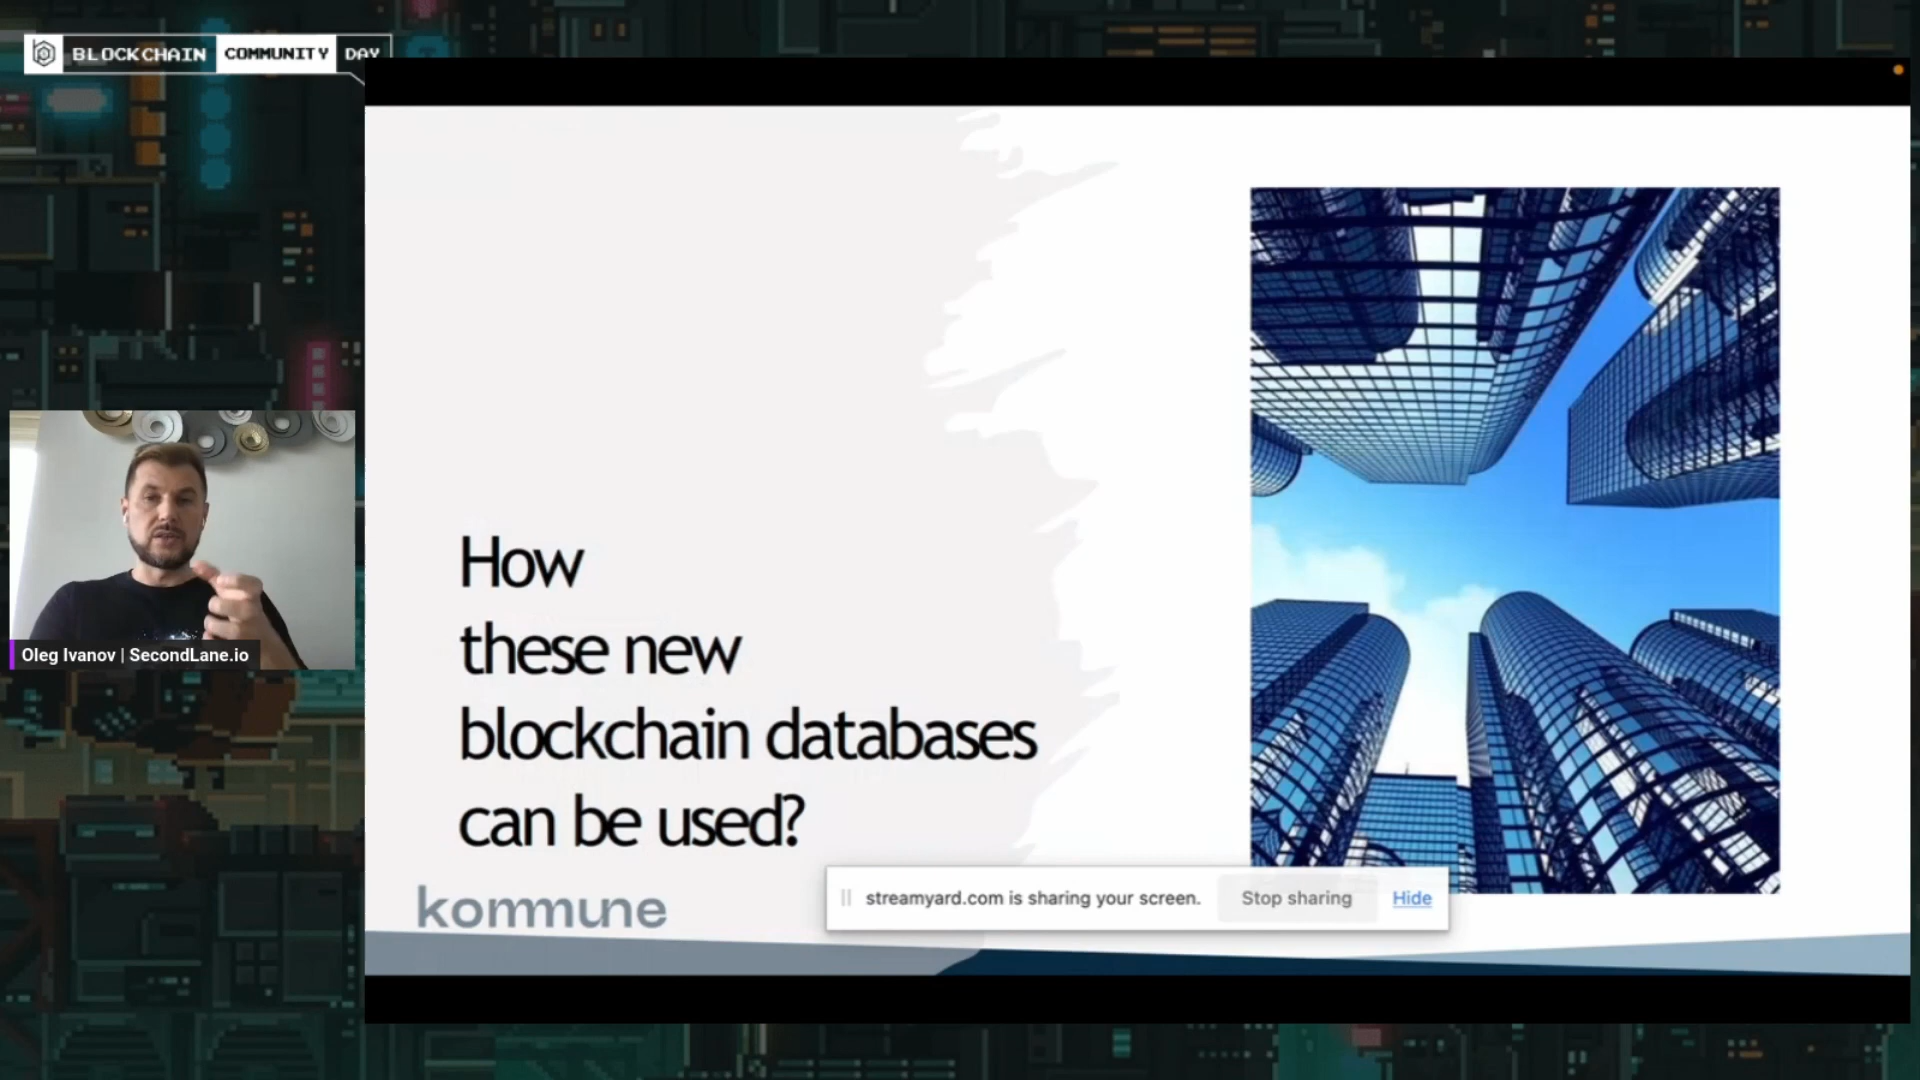 BLOCKCHAIN COMMUNITY DAY
Oleg Ivanov | SecondLane.io
How
these new
blockchain databases
can be used?
kommune
streamyard.com is sharing your screen. Stop sharing Hide